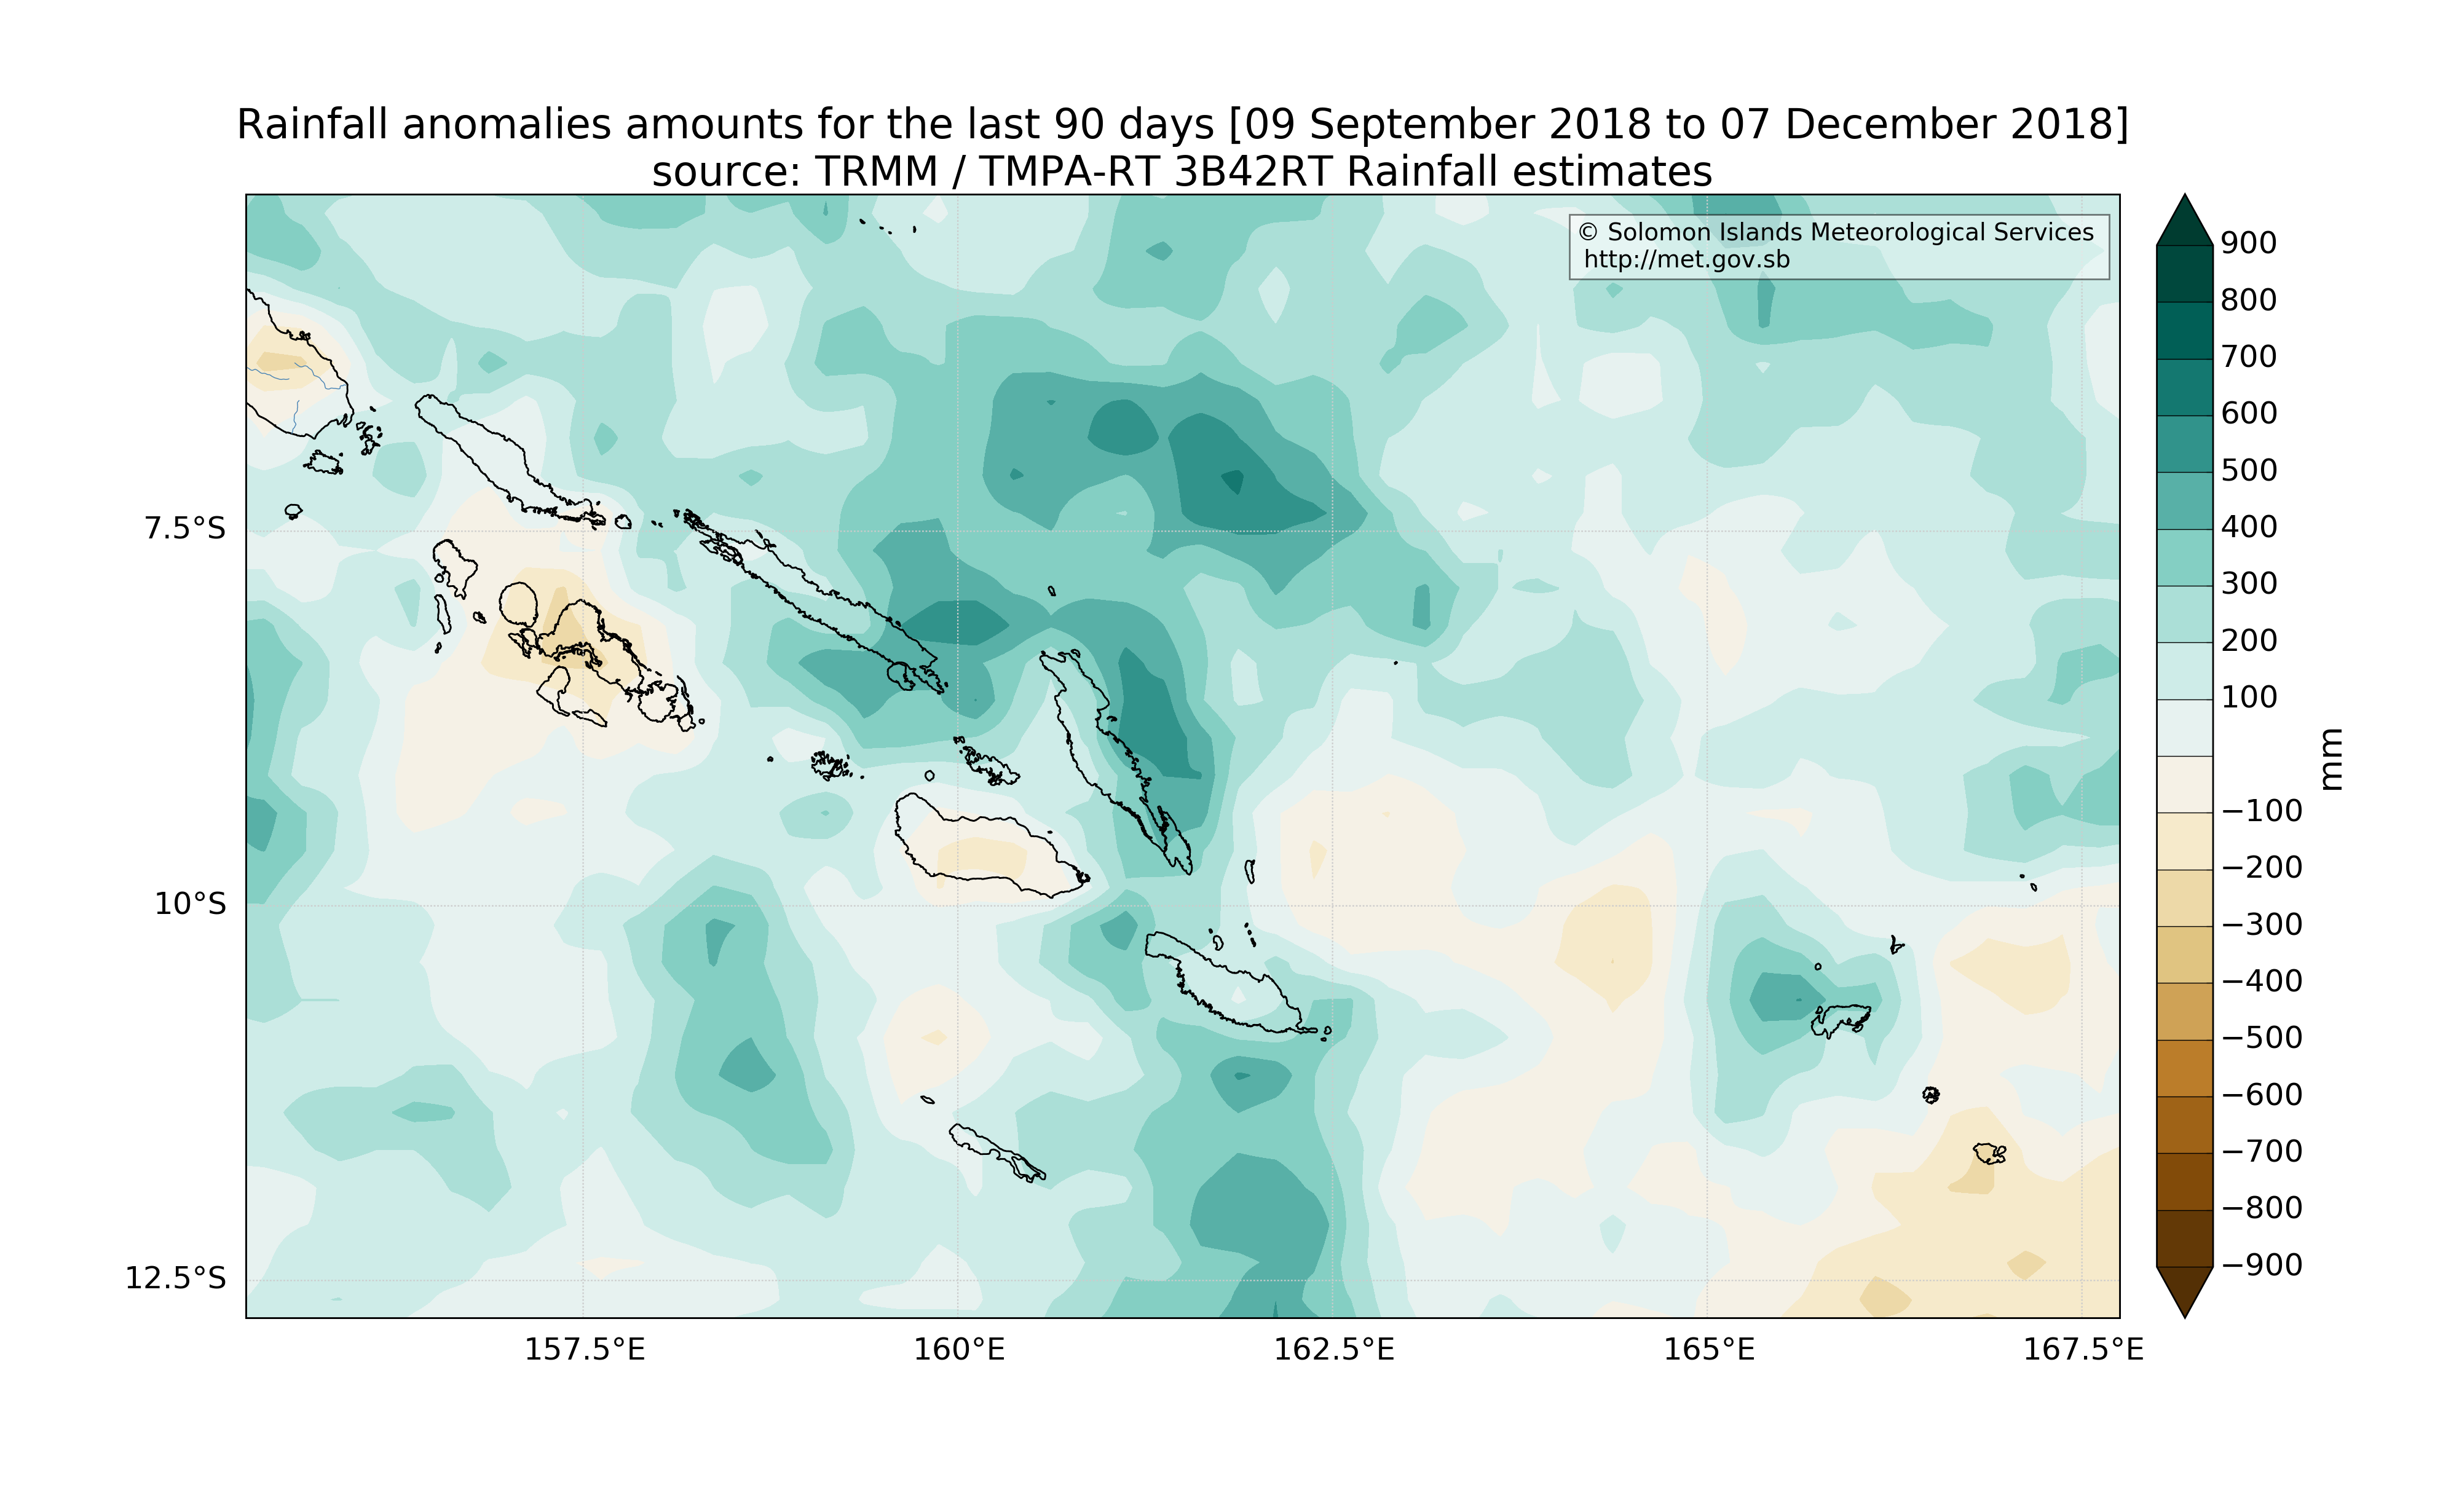 Rainfall anomalies amounts for the last 90 days [09 September 2018 to 07 December 2018]
source: TRMM / TMPA-RT 3B42RT Rainfall estimates
© Solomon Islands Meteorological Services
http://met.gov.sb
7.5°S
10°S
12.5°S
157.5°E
160°E
162.5°E
165°E
167.5°E
900
800
700
600
500
400
300
200
100
−100
−200
−300
−400
−500
−600
−700
−800
−900
mm